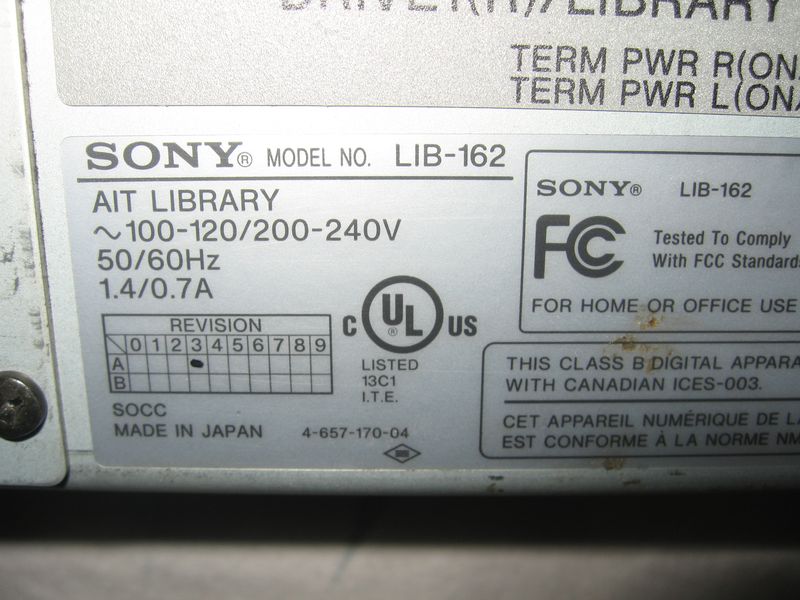 DRIVER(R)/LIBRARY
TERM PWR R(ON/
TERM PWR L(ON/
SONY® MODEL NO. LIB-162
AIT LIBRARY
~100-120/200-240V
50/60Hz
1.4/0.7A
REVISION
0 1 2 3 4 5 6 7 8 9
A
B
SOCC
MADE IN JAPAN
4-657-170-04
C UL® US
LISTED
13C1
I.T.E.
SONY® LIB-162
FC Tested To Comply
With FCC Standards
FOR HOME OR OFFICE USE
THIS CLASS B DIGITAL APPARA
WITH CANADIAN ICES-003.
CET APPAREIL NUMÉRIQUE DE LA
EST CONFORME À LA NORME NM